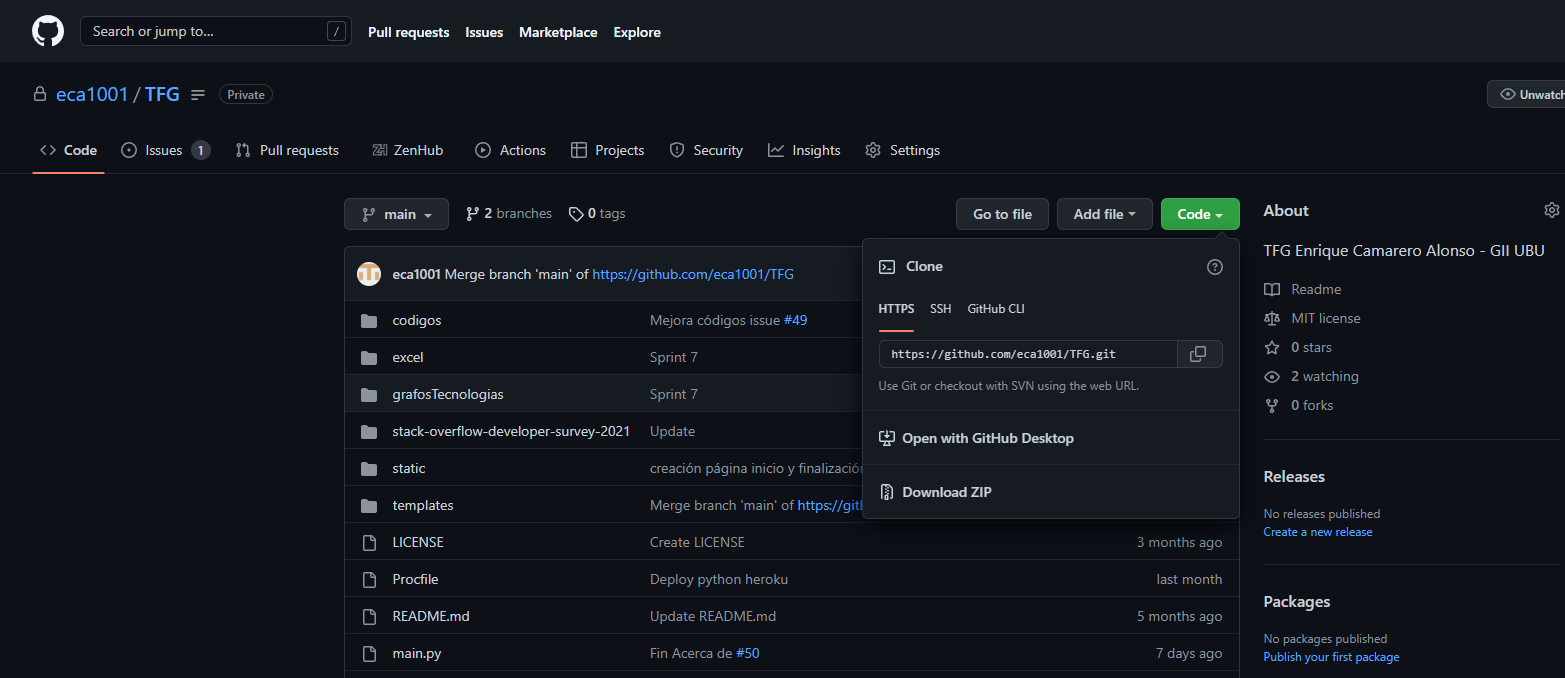 Search or jump to... /
Pull requests Issues Marketplace Explore
eca1001 / TFG Private
Unwatch
Code Issues 1 Pull requests ZenHub Actions Projects Security Insights Settings
main 2 branches 0 tags Go to file Add file Code
eca1001 Merge branch 'main' of https://github.com/eca1001/TFG
codigos Mejora códigos issue #49
excel Sprint 7
grafosTecnologias Sprint 7
stack-overflow-developer-survey-2021 Update
static creación página inicio y finalización
templates Merge branch 'main' of https://gith
LICENSE Create LICENSE 3 months ago
Procfile Deploy python heroku last month
README.md Update README.md 5 months ago
main.py Fin Acerca de #50 7 days ago
Clone
HTTPS SSH GitHub CLI
https://github.com/eca1001/TFG.git
Use Git or checkout with SVN using the web URL.
Open with GitHub Desktop
Download ZIP
About
TFG Enrique Camarero Alonso - GII UBU
Readme
MIT license
0 stars
2 watching
0 forks
Releases
No releases published
Create a new release
Packages
No packages published
Publish your first package